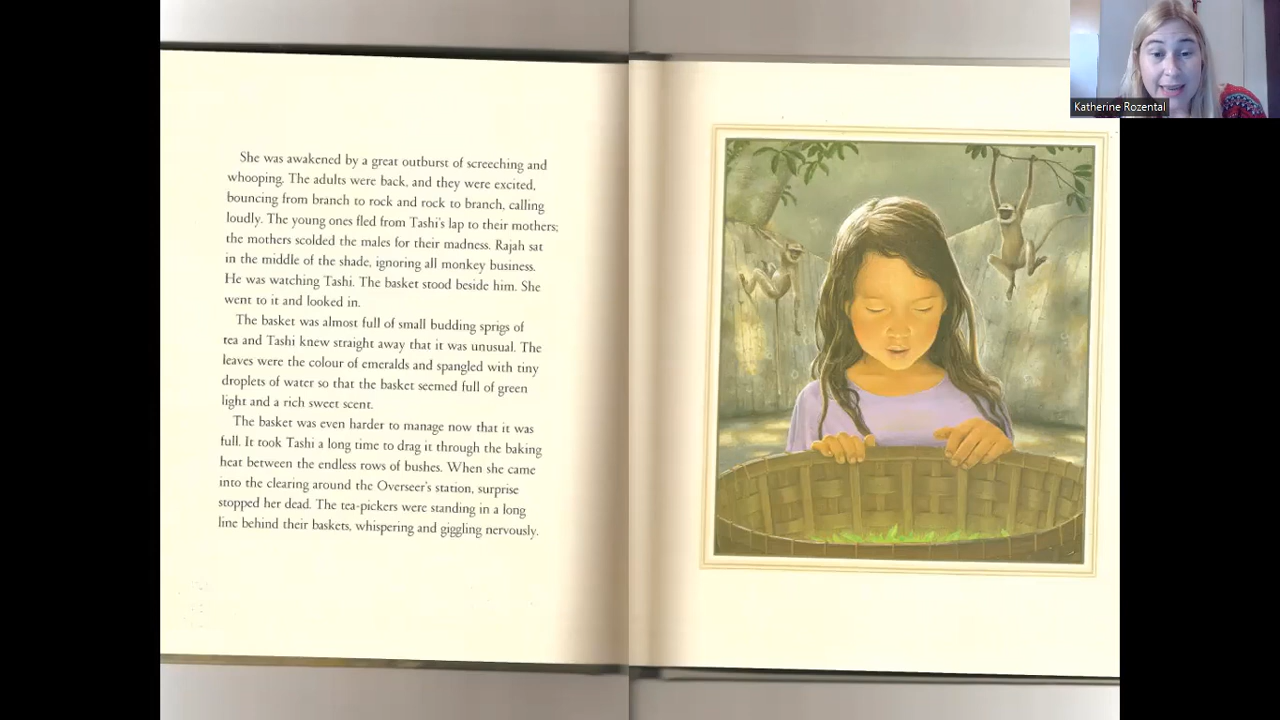 She was awakened by a great outburst of screeching and
whooping. The adults were back, and they were excited,
bouncing from branch to rock and rock to branch, calling
loudly. The young ones fled from Tashi's lap to their mothers;
the mothers scolded the males for their madness. Rajah sat
in the middle of the shade, ignoring all monkey business.
He was watching Tashi. The basket stood beside him. She
went to it and looked in.
The basket was almost full of small budding sprigs of
tea and Tashi knew straight away that it was unusual. The
leaves were the colour of emeralds and spangled with tiny
droplets of water so that the basket seemed full of green
light and a rich sweet scent.
The basket was even harder to manage now that it was
full. It took Tashi a long time to drag it through the baking
heat between the endless rows of bushes. When she came
into the clearing around the Overseer's station, surprise
stopped her dead. The tea-pickers were standing in a long
line behind their baskets, whispering and giggling nervously.
Katherine Rozental